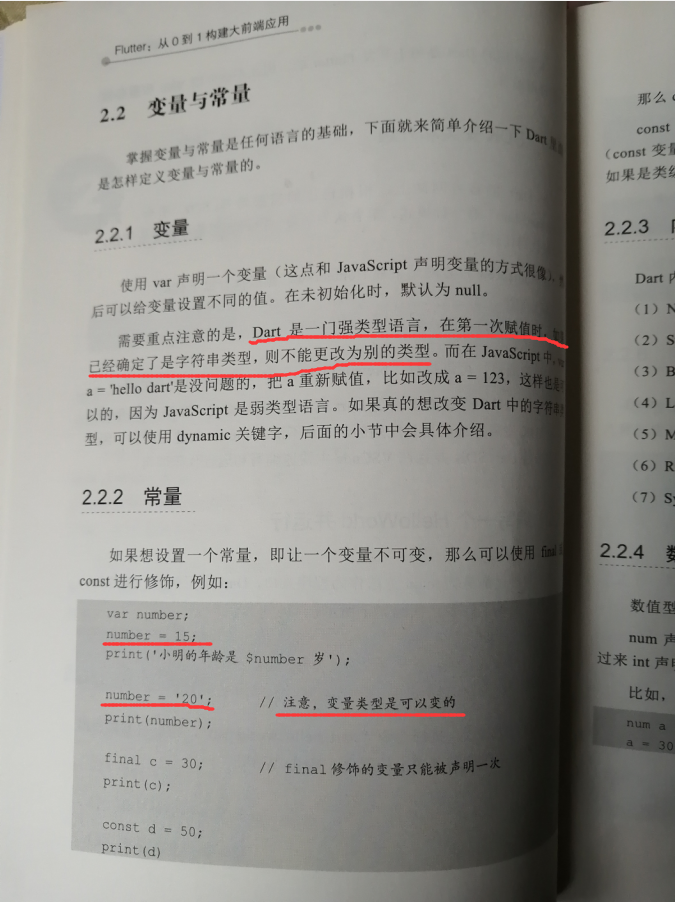 Flutter：从0到1构建大前端应用
2.2 变量与常量
掌握变量与常量是任何语言的基础，下面就来简单介绍一下 Dart
是怎样定义变量与常量的。
2.2.1 变量
使用 var 声明一个变量（这点和 JavaScript 声明变量的方式很像），
后可以给变量设置不同的值。在未初始化时，默认为 null。
需要重点注意的是，Dart 是一门强类型语言，在第一次赋值时，
已经确定了是字符串类型，则不能更改为别的类型。而在 JavaScript 中，
a = 'hello dart'是没问题的，把 a 重新赋值，比如改成 a = 123，这样也是
以的，因为 JavaScript 是弱类型语言。如果真的想改变 Dart 中的字符串
型，可以使用 dynamic 关键字，后面的小节中会具体介绍。
2.2.2 常量
如果想设置一个常量，即让一个变量不可变，那么可以使用 final
const 进行修饰，例如：
var number;
number = 15;
print('小明的年龄是 $number 岁');
number = '20'; // 注意，变量类型是可以变的
print(number);
final c = 30; // final 修饰的变量只能被声明一次
print(c);
const d = 50;
print(d)
那么
const
（const 变
如果是类
2.2.3
Dart 内
（1）N
（2）S
（3）B
（4）L
（5）M
（6）R
（7）Sy
2.2.4 数
数值型
num 声
过来 int 声
比如，
num a
a = 30